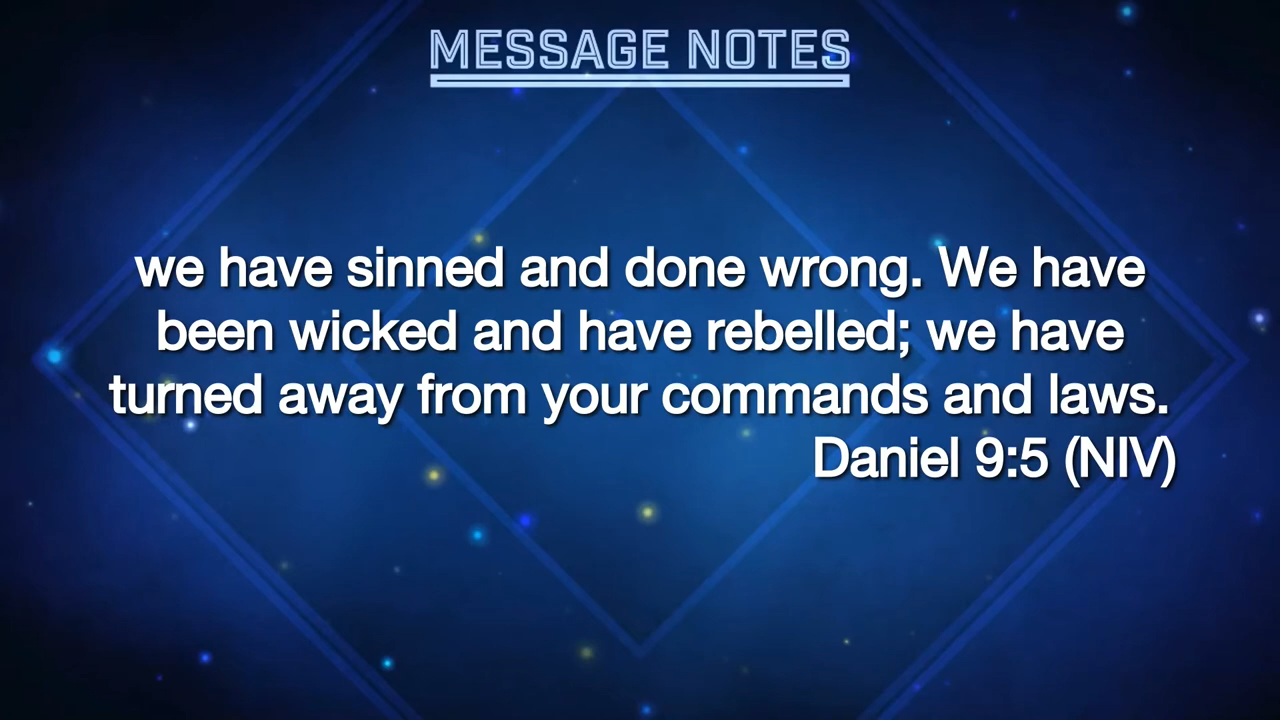 MESSAGE NOTES
we have sinned and done wrong. We have
been wicked and have rebelled; we have
turned away from your commands and laws.
Daniel 9:5 (NIV)